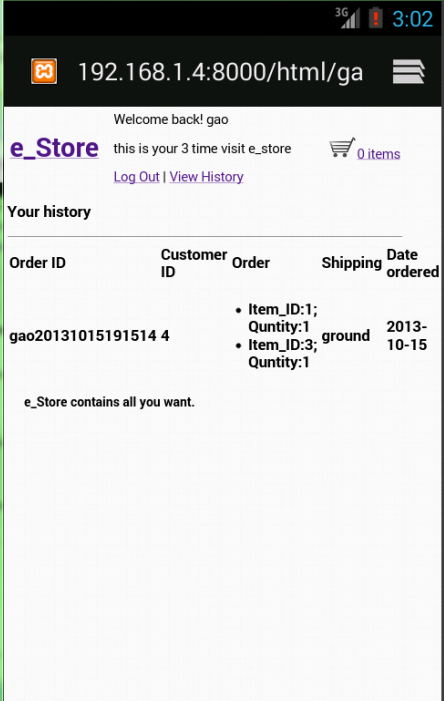 3G 3:02
192.168.1.4:8000/html/ga
Welcome back! gao
e_Store this is your 3 time visit e_store 0 items
Log Out | View History
Your history
Order ID Customer ID Order Shipping Date ordered
gao20131015191514 4
Item_ID:1;
Quntity:1
Item_ID:3;
Quntity:1
ground
2013-
10-15
e_Store contains all you want.